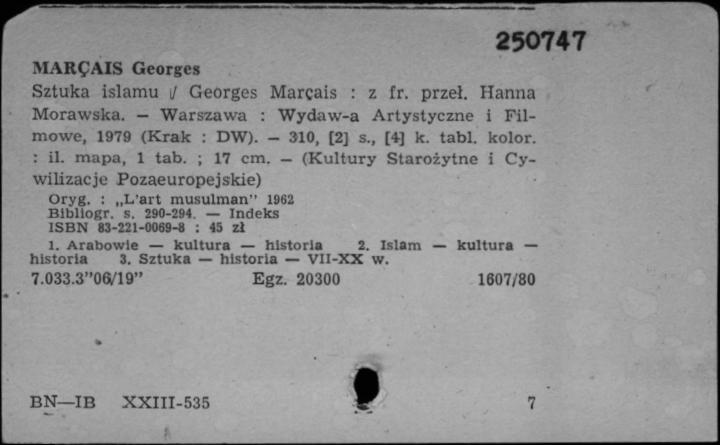 250747
MARÇAIS Georges
Sztuka islamu / Georges Marçais : z fr. przeł. Hanna
Morawska. — Warszawa : Wydaw-a Artystyczne i Fil-
mowe, 1979 (Krak : DW). — 310, [2] s., [4] k. tabl. kolor.
: il. mapa, 1 tab. ; 17 cm. — (Kultury Starożytne i Cy-
wilizacje Pozaeuropejskie)
Oryg. : „L'art musulman" 1962
Bibliogr. s. 290-294. — Indeks
ISBN 83-221-0069-8 : 45 zł
1. Arabowie — kultura — historia 2. Islam — kultura —
historia 3. Sztuka — historia — VII-XX w.
7.033.3"06/19" Egz. 20300 1607/80
BN—IB XXIII-535 7